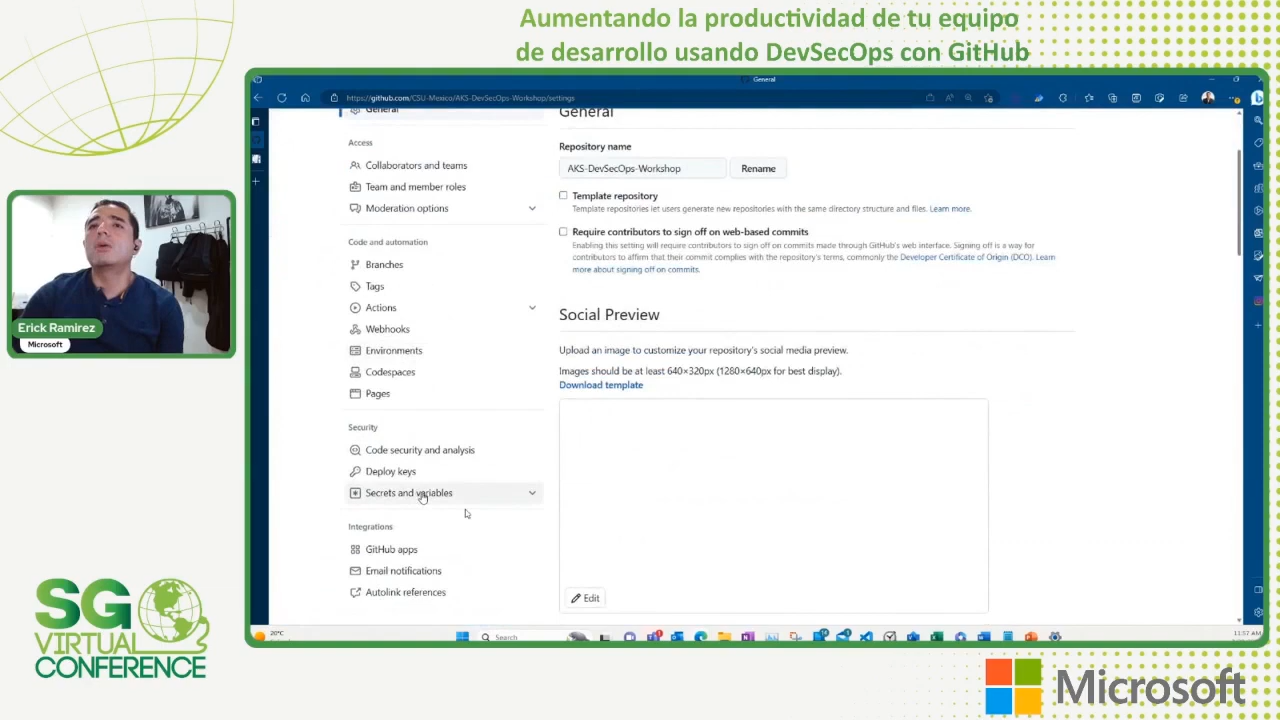 Aumentando la productividad de tu equipo
de desarrollo usando DevSecOps con GitHub
General
https://github.com/CSU-Mexico/AKS-DevSecOps-Workshop/settings
General
Access
Collaborators and teams
Team and member roles
Moderation options
Code and automation
Branches
Tags
Actions
Webhooks
Environments
Codespaces
Pages
Security
Code security and analysis
Deploy keys
Secrets and variables
Integrations
GitHub apps
Email notifications
Autolink references
General
Repository name
AKS-DevSecOps-Workshop
Rename
Template repository
Template repositories let users generate new repositories with the same directory structure and files. Learn more.
Require contributors to sign off on web-based commits
Enabling this setting will require contributors to sign off on commits made through GitHub's web interface. Signing off is a way
for contributors to affirm that their commit complies with the repository's terms, commonly the Developer Certificate of Origin (DCO). Learn
more about signing off on commits.
Social Preview
Upload an image to customize your repository's social media preview.
Images should be at least 640×320px (1280×640px for best display).
Download template
Edit
20°C
Search
11:57 AM
Erick Ramirez
Microsoft
SG
VIRTUAL
CONFERENCE
Microsoft